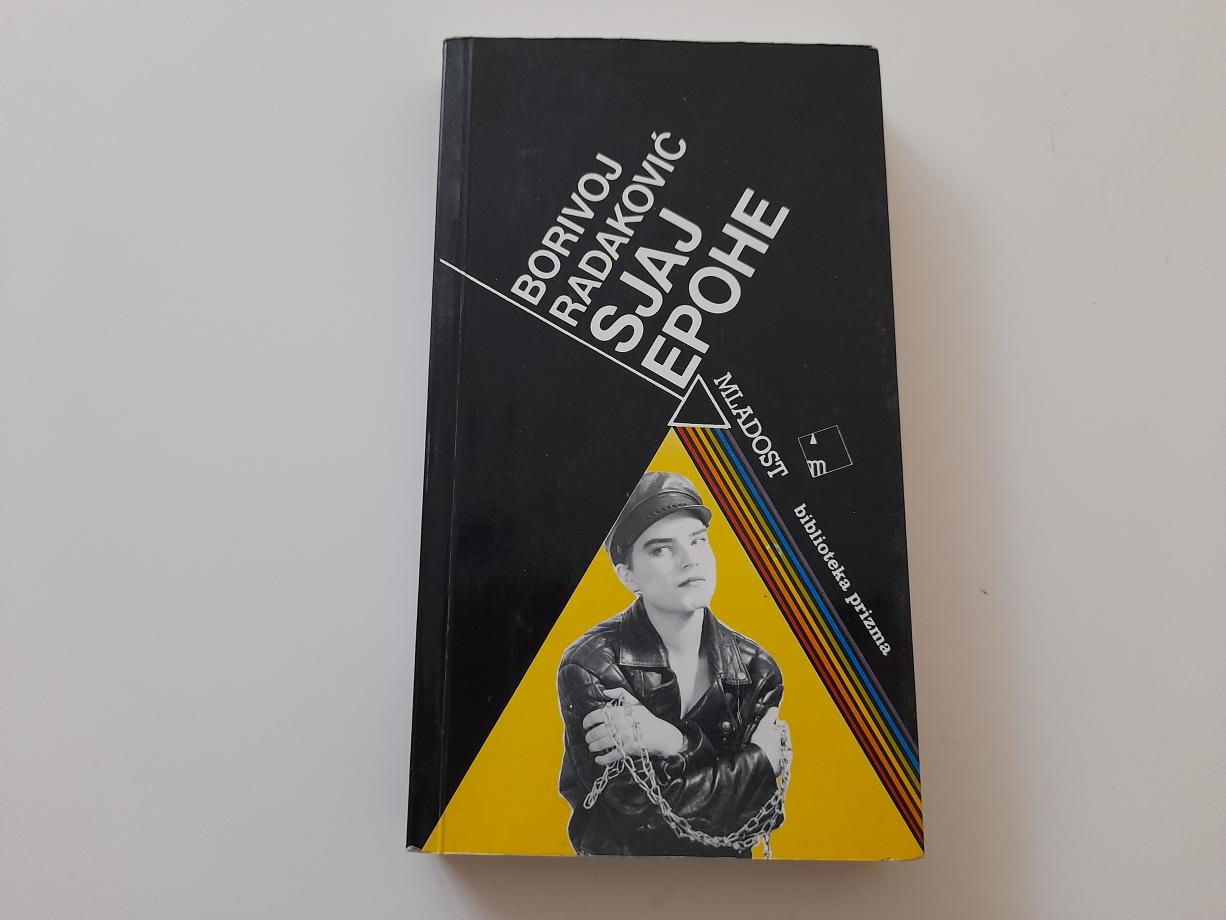 BORIVOJ
RADAKOVIĆ
SJAJ
EPOHE
MLADOST
m
biblioteka prizma